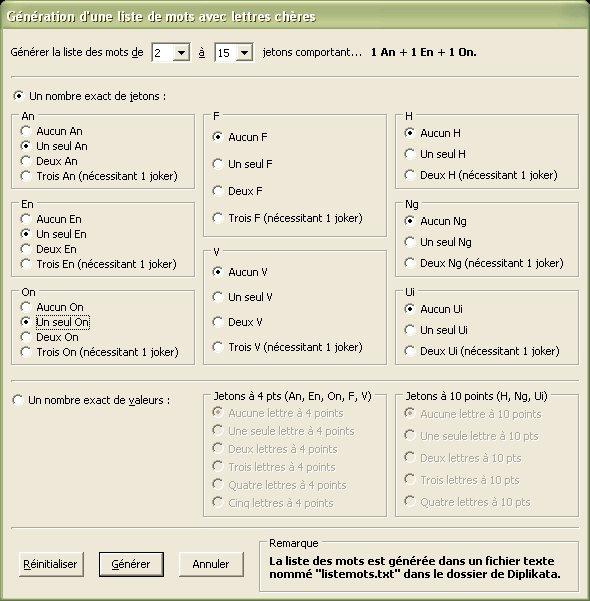 Génération d'une liste de mots avec lettres chères
Générer la liste des mots de 2 à 15 jetons comportant... 1 An + 1 En + 1 On.
Un nombre exact de jetons :
An
Aucun An
Un seul An
Deux An
Trois An (nécessitant 1 joker)
F
Aucun F
Un seul F
Deux F
Trois F (nécessitant 1 joker)
H
Aucun H
Un seul H
Deux H (nécessitant 1 joker)
En
Aucun En
Un seul En
Deux En
Trois En (nécessitant 1 joker)
V
Aucun V
Un seul V
Deux V
Trois V (nécessitant 1 joker)
Ng
Aucun Ng
Un seul Ng
Deux Ng (nécessitant 1 joker)
On
Aucun On
Un seul On
Deux On
Trois On (nécessitant 1 joker)
Ui
Aucun Ui
Un seul Ui
Deux Ui (nécessitant 1 joker)
Un nombre exact de valeurs :
Jetons à 4 pts (An, En, On, F, V)
Aucune lettre à 4 points
Une seule lettre à 4 points
Deux lettres à 4 points
Trois lettres à 4 points
Quatre lettres à 4 points
Cinq lettres à 4 points
Jetons à 10 points (H, Ng, Ui)
Aucune lettre à 10 points
Une seule lettre à 10 pts
Deux lettres à 10 pts
Trois lettres à 10 pts
Quatre lettres à 10 pts
Réinitialiser
Générer
Annuler
Remarque
La liste des mots est générée dans un fichier texte
nommé "listemots.txt" dans le dossier de Diplikata.